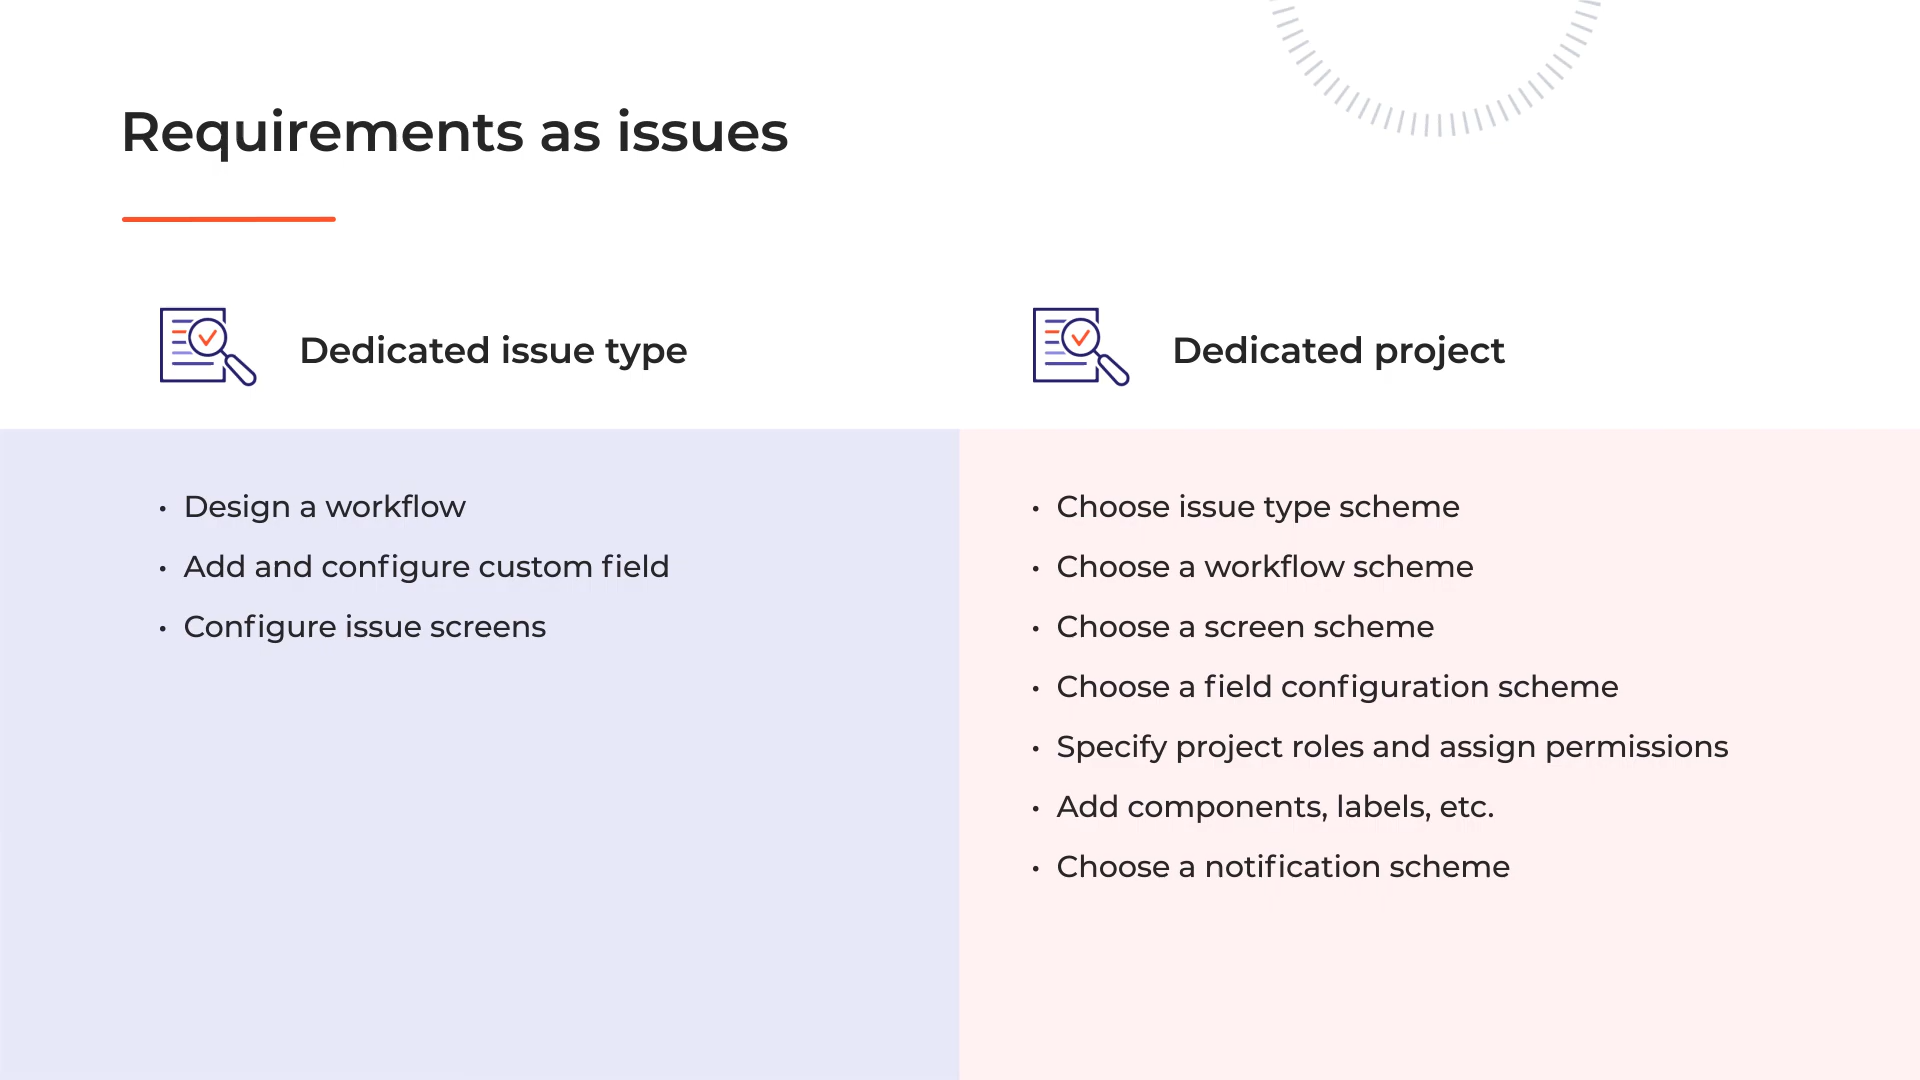 Requirements as issues
Dedicated issue type
• Design a workflow
• Add and configure custom field
• Configure issue screens
Dedicated project
• Choose issue type scheme
• Choose a workflow scheme
• Choose a screen scheme
• Choose a field configuration scheme
• Specify project roles and assign permissions
• Add components, labels, etc.
• Choose a notification scheme